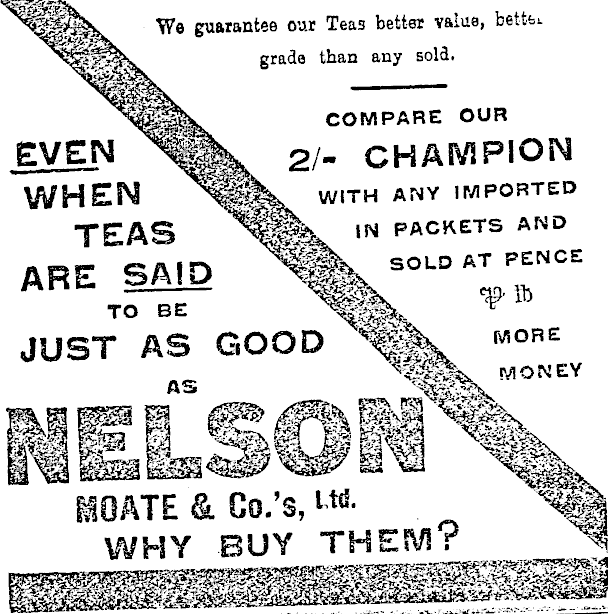 We guarantee our Teas better value, better
grade than any sold.
COMPARE OUR
2/- CHAMPION
WITH ANY IMPORTED
IN PACKETS AND
SOLD AT PENCE
⅌ lb
MORE
MONEY
EVEN
WHEN
TEAS
ARE SAID
TO BE
JUST AS GOOD
AS
NELSON
MOATE & Co.'s, Ltd.
WHY BUY THEM?